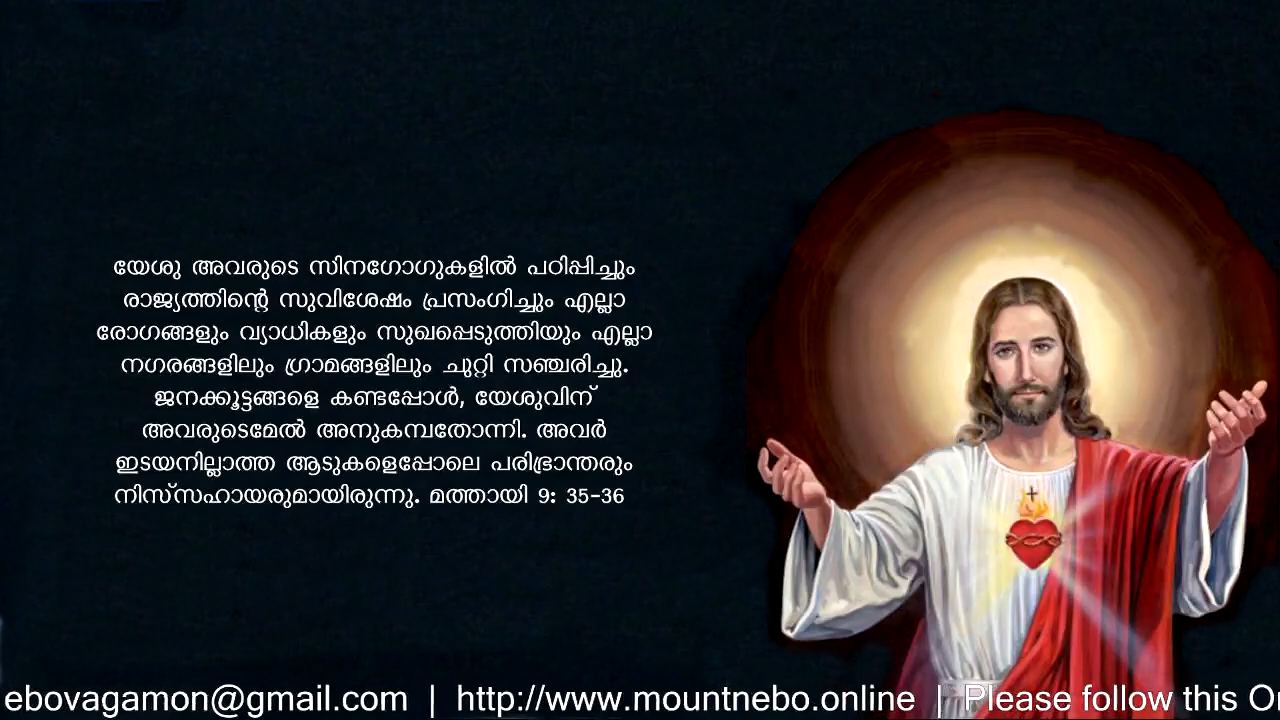 യേശു അവരുടെ സിനഗോഗുകളിൽ പഠിപ്പിച്ചും
രാജ്യത്തിന്റെ സുവിശേഷം പ്രസംഗിച്ചും എല്ലാ
രോഗങ്ങളും വ്യാധികളും സുഖപ്പെടുത്തിയും എല്ലാ
നഗരങ്ങളിലും ഗ്രാമങ്ങളിലും ചുറ്റി സഞ്ചരിച്ചു.
ജനക്കൂട്ടങ്ങളെ കണ്ടപ്പോൾ, യേശുവിന്
അവരുടെമേൽ അനുകമ്പതോന്നി. അവർ
ഇടയനില്ലാത്ത ആടുകളെപ്പോലെ പരിഭ്രാന്തരും
നിസ്സഹായരുമായിരുന്നു. മത്തായി 9: 35-36
ebovagamon@gmail.com | http://www.mountnebo.online | Please follow this O